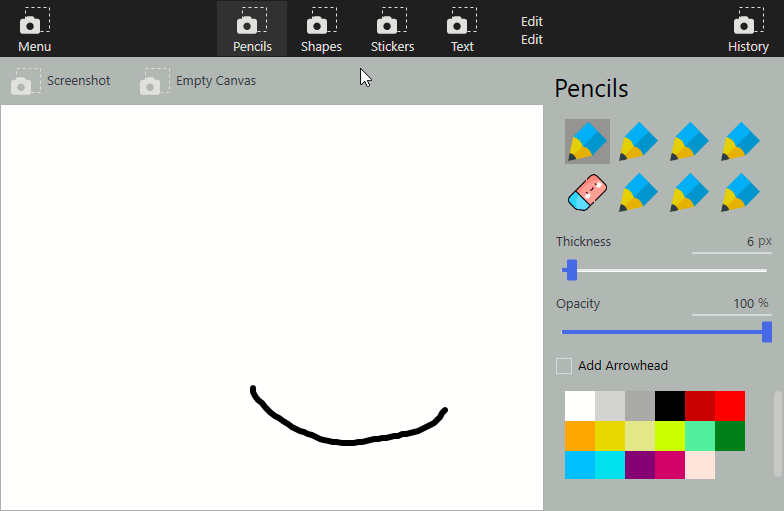 Menu
Pencils
Shapes
Stickers
Text
Edit
Edit
History
Screenshot
Empty Canvas
Pencils
Thickness 6 px
Opacity 100 %
Add Arrowhead